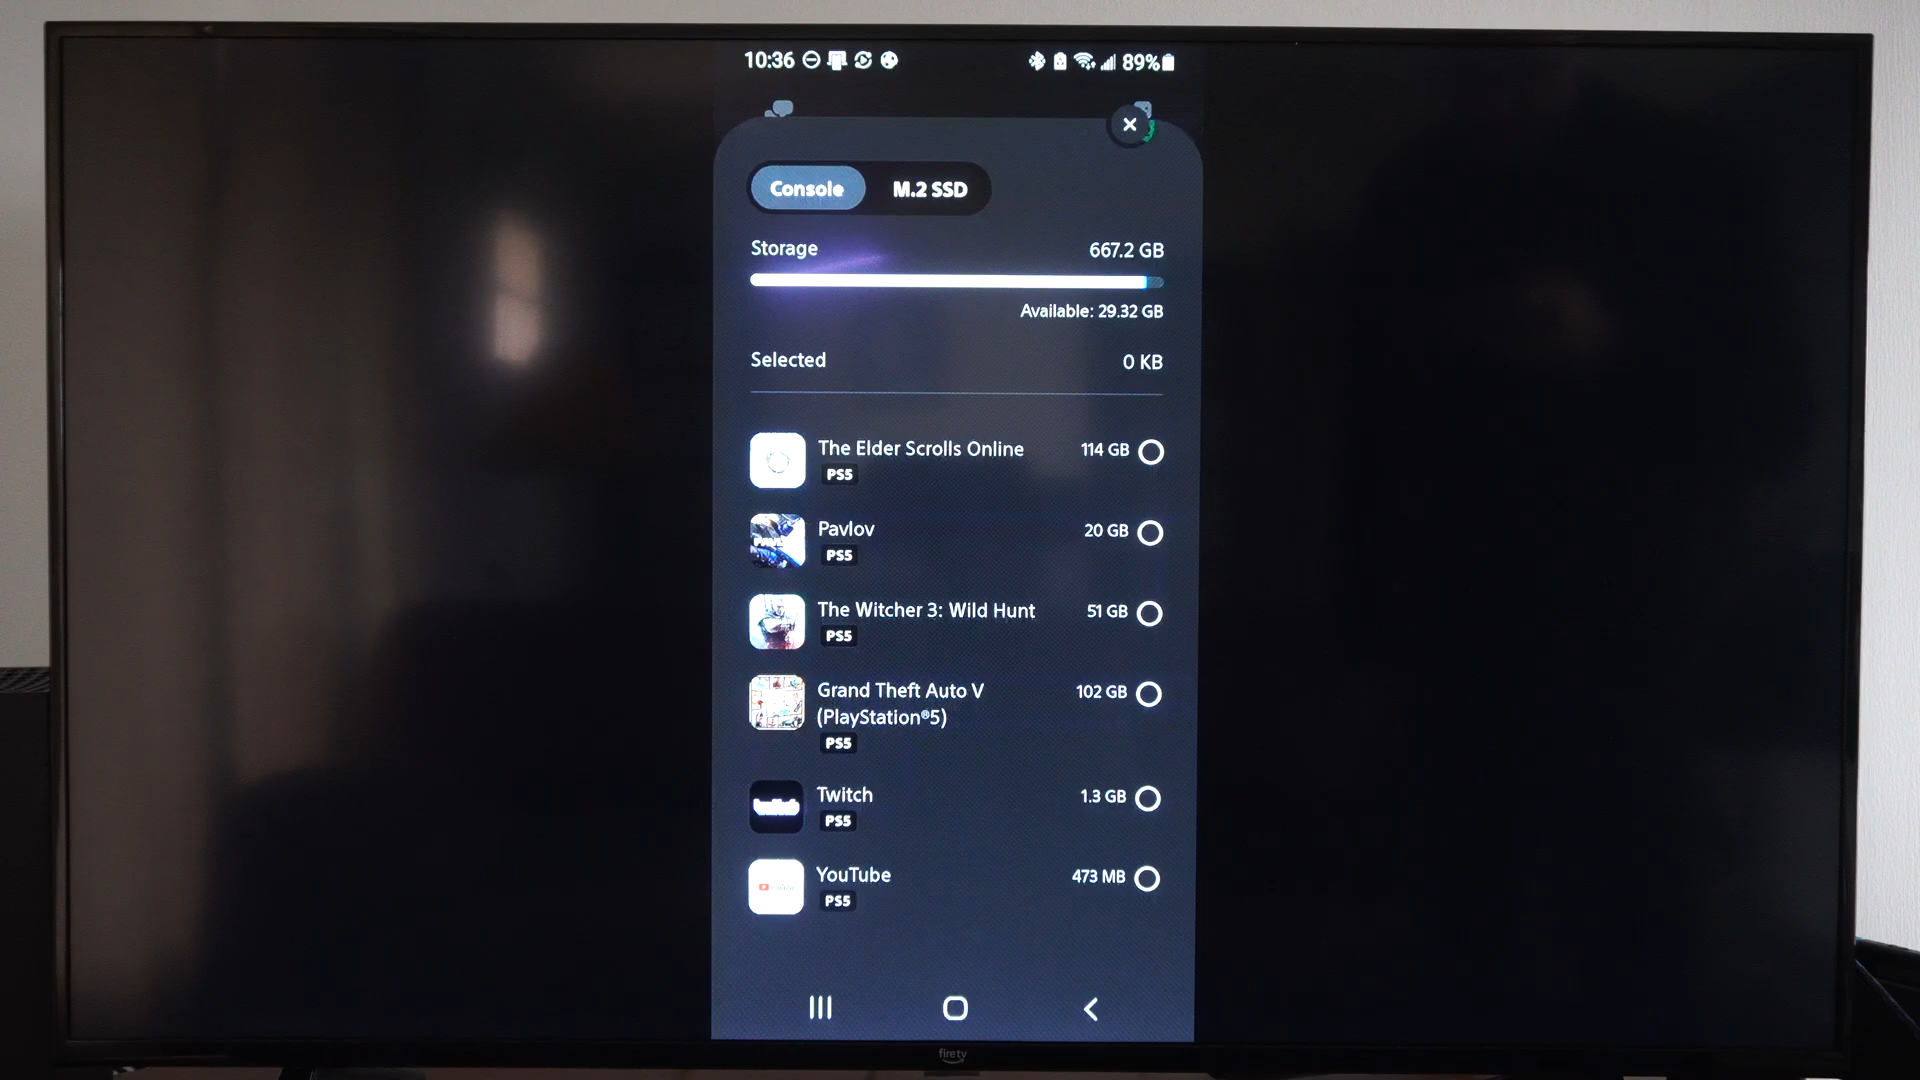 10:36 89%
Console M.2 SSD
Storage 667.2 GB
Available: 29.32 GB
Selected 0 KB
The Elder Scrolls Online 114 GB
PS5
Pavlov 20 GB
PS5
The Witcher 3: Wild Hunt 51 GB
PS5
Grand Theft Auto V 102 GB
(PlayStation®5)
PS5
Twitch 1.3 GB
PS5
YouTube 473 MB
PS5
fire tv